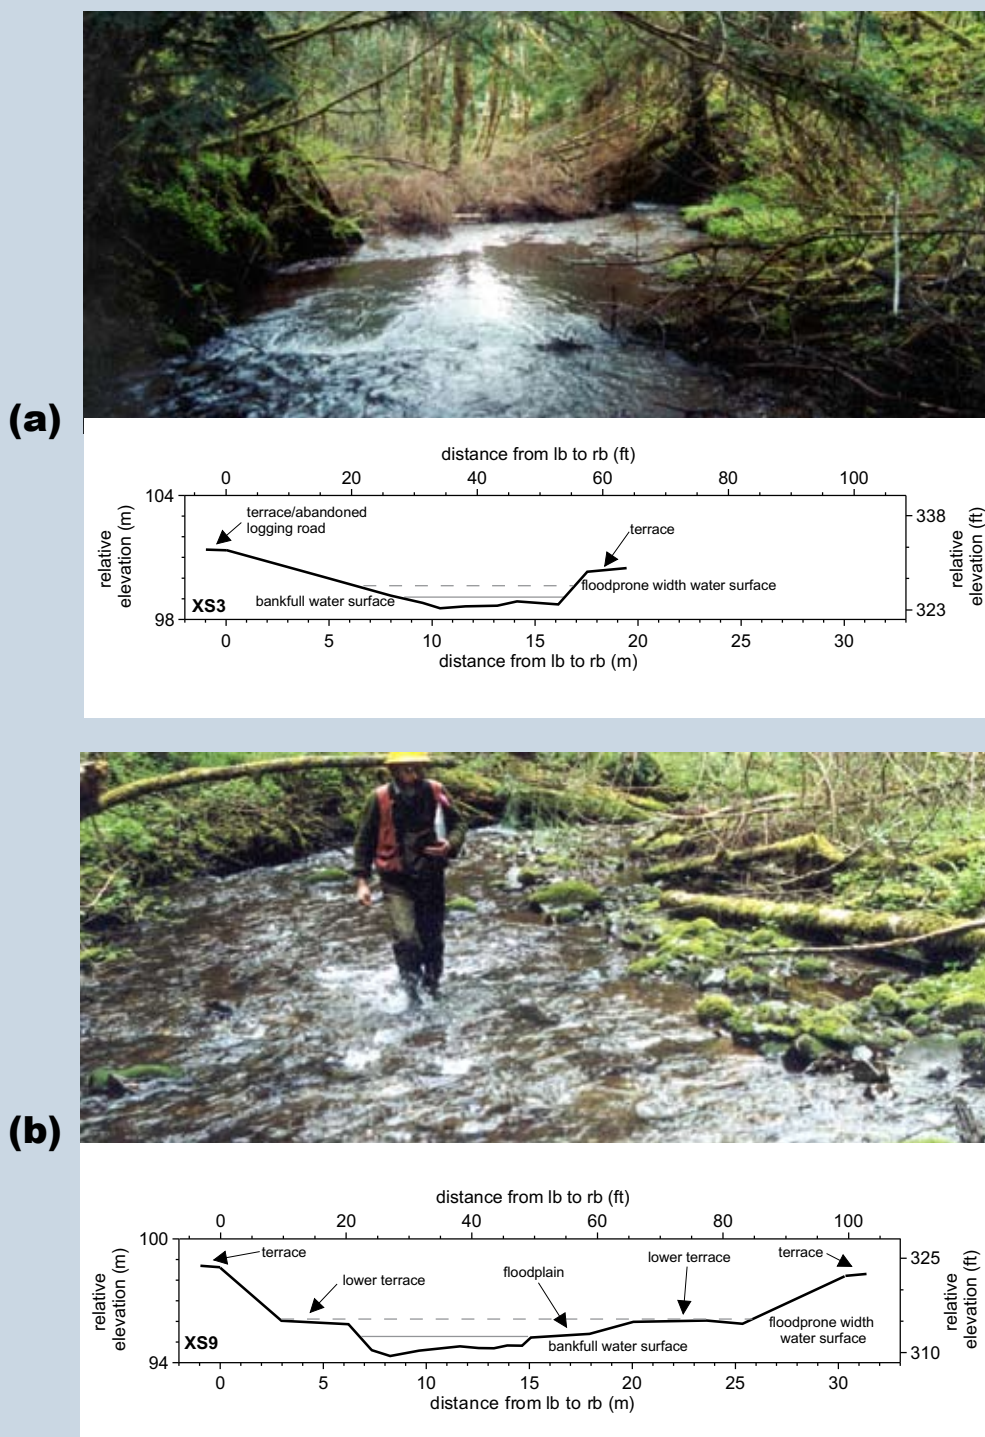 (a)
distance from lb to rb (ft)
0 20 40 60 80 100
104
98
relative
elevation (m)
terrace/abandoned
logging road
terrace
floodprone width water surface
bankfull water surface
XS3
338
323
relative
elevation (ft)
0 5 10 15 20 25 30
distance from lb to rb (m)
(b)
distance from lb to rb (ft)
0 20 40 60 80 100
100
94
relative
elevation (m)
terrace
lower terrace
floodplain
lower terrace
terrace
floodprone width
water surface
bankfull water surface
XS9
325
310
relative
elevation (ft)
0 5 10 15 20 25 30
distance from lb to rb (m)